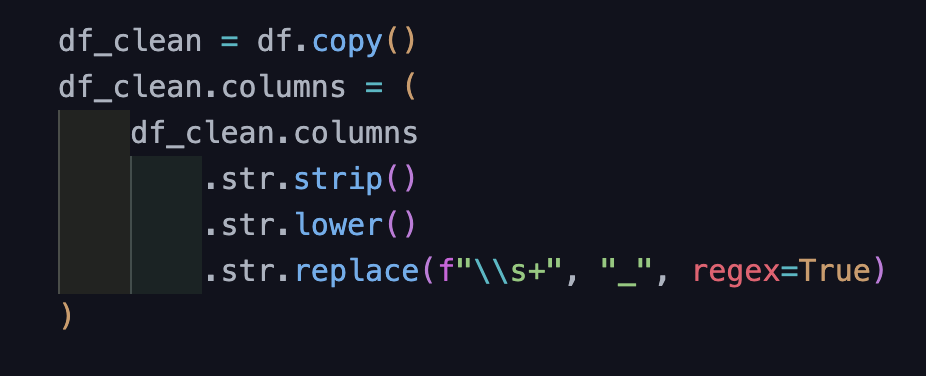 df_clean = df.copy()
df_clean.columns = (
    df_clean.columns
        .str.strip()
        .str.lower()
        .str.replace(f"\\s+", "_", regex=True)
)